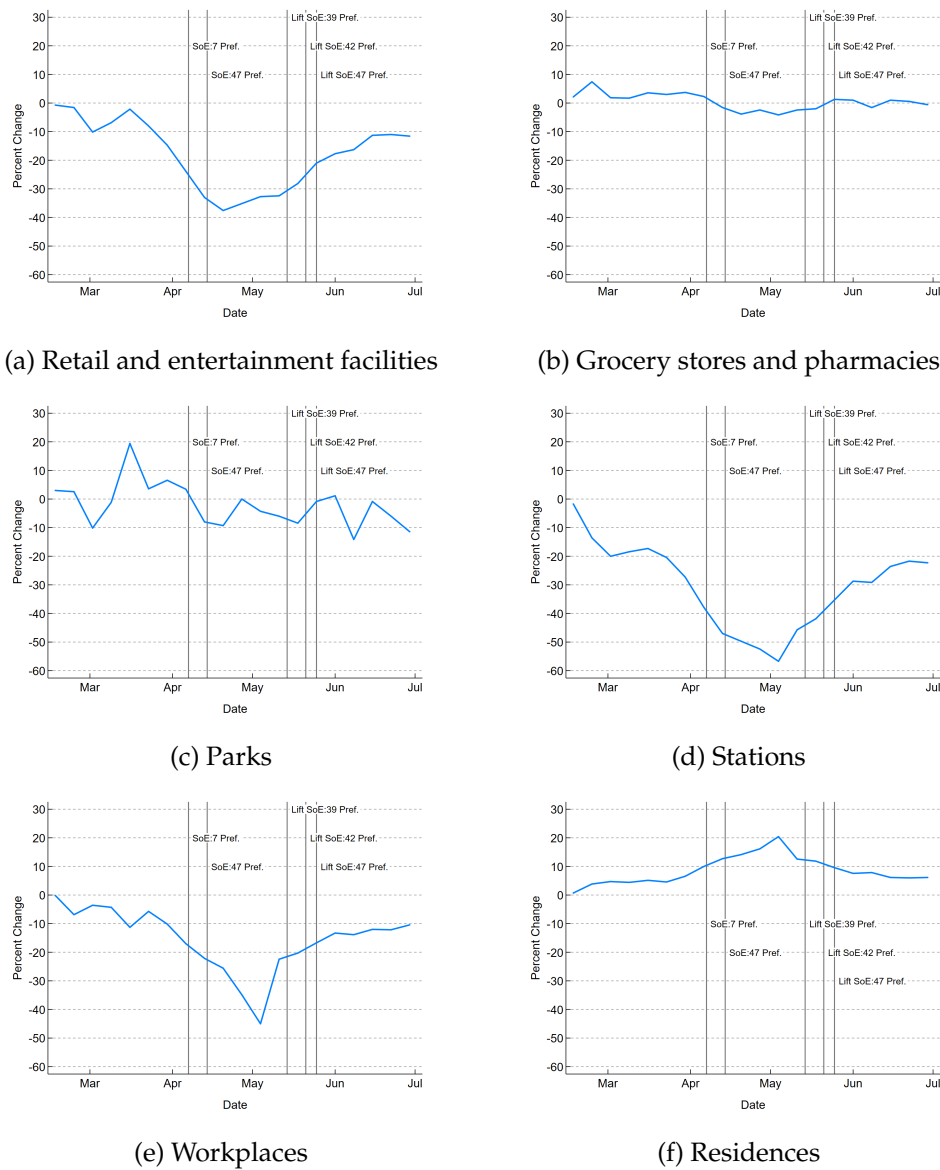 30
20
10
0
-10
-20
-30
-40
-50
-60
Percent Change
Lift SoE:39 Pref.
SoE:7 Pref.
Lift SoE:42 Pref.
SoE:47 Pref.
Lift SoE:47 Pref.
Mar Apr May Jun Jul
Date
(a) Retail and entertainment facilities
30
20
10
0
-10
-20
-30
-40
-50
-60
Percent Change
Lift SoE:39 Pref.
SoE:7 Pref.
Lift SoE:42 Pref.
SoE:47 Pref.
Lift SoE:47 Pref.
Mar Apr May Jun Jul
Date
(b) Grocery stores and pharmacies
30
20
10
0
-10
-20
-30
-40
-50
-60
Percent Change
Lift SoE:39 Pref.
SoE:7 Pref.
Lift SoE:42 Pref.
SoE:47 Pref.
Lift SoE:47 Pref.
Mar Apr May Jun Jul
Date
(c) Parks
30
20
10
0
-10
-20
-30
-40
-50
-60
Percent Change
Lift SoE:39 Pref.
SoE:7 Pref.
Lift SoE:42 Pref.
SoE:47 Pref.
Lift SoE:47 Pref.
Mar Apr May Jun Jul
Date
(d) Stations
30
20
10
0
-10
-20
-30
-40
-50
-60
Percent Change
Lift SoE:39 Pref.
SoE:7 Pref.
Lift SoE:42 Pref.
SoE:47 Pref.
Lift SoE:47 Pref.
Mar Apr May Jun Jul
Date
(e) Workplaces
30
20
10
0
-10
-20
-30
-40
-50
-60
Percent Change
SoE:7 Pref.
Lift SoE:39 Pref.
SoE:47 Pref.
Lift SoE:42 Pref.
Lift SoE:47 Pref.
Mar Apr May Jun Jul
Date
(f) Residences